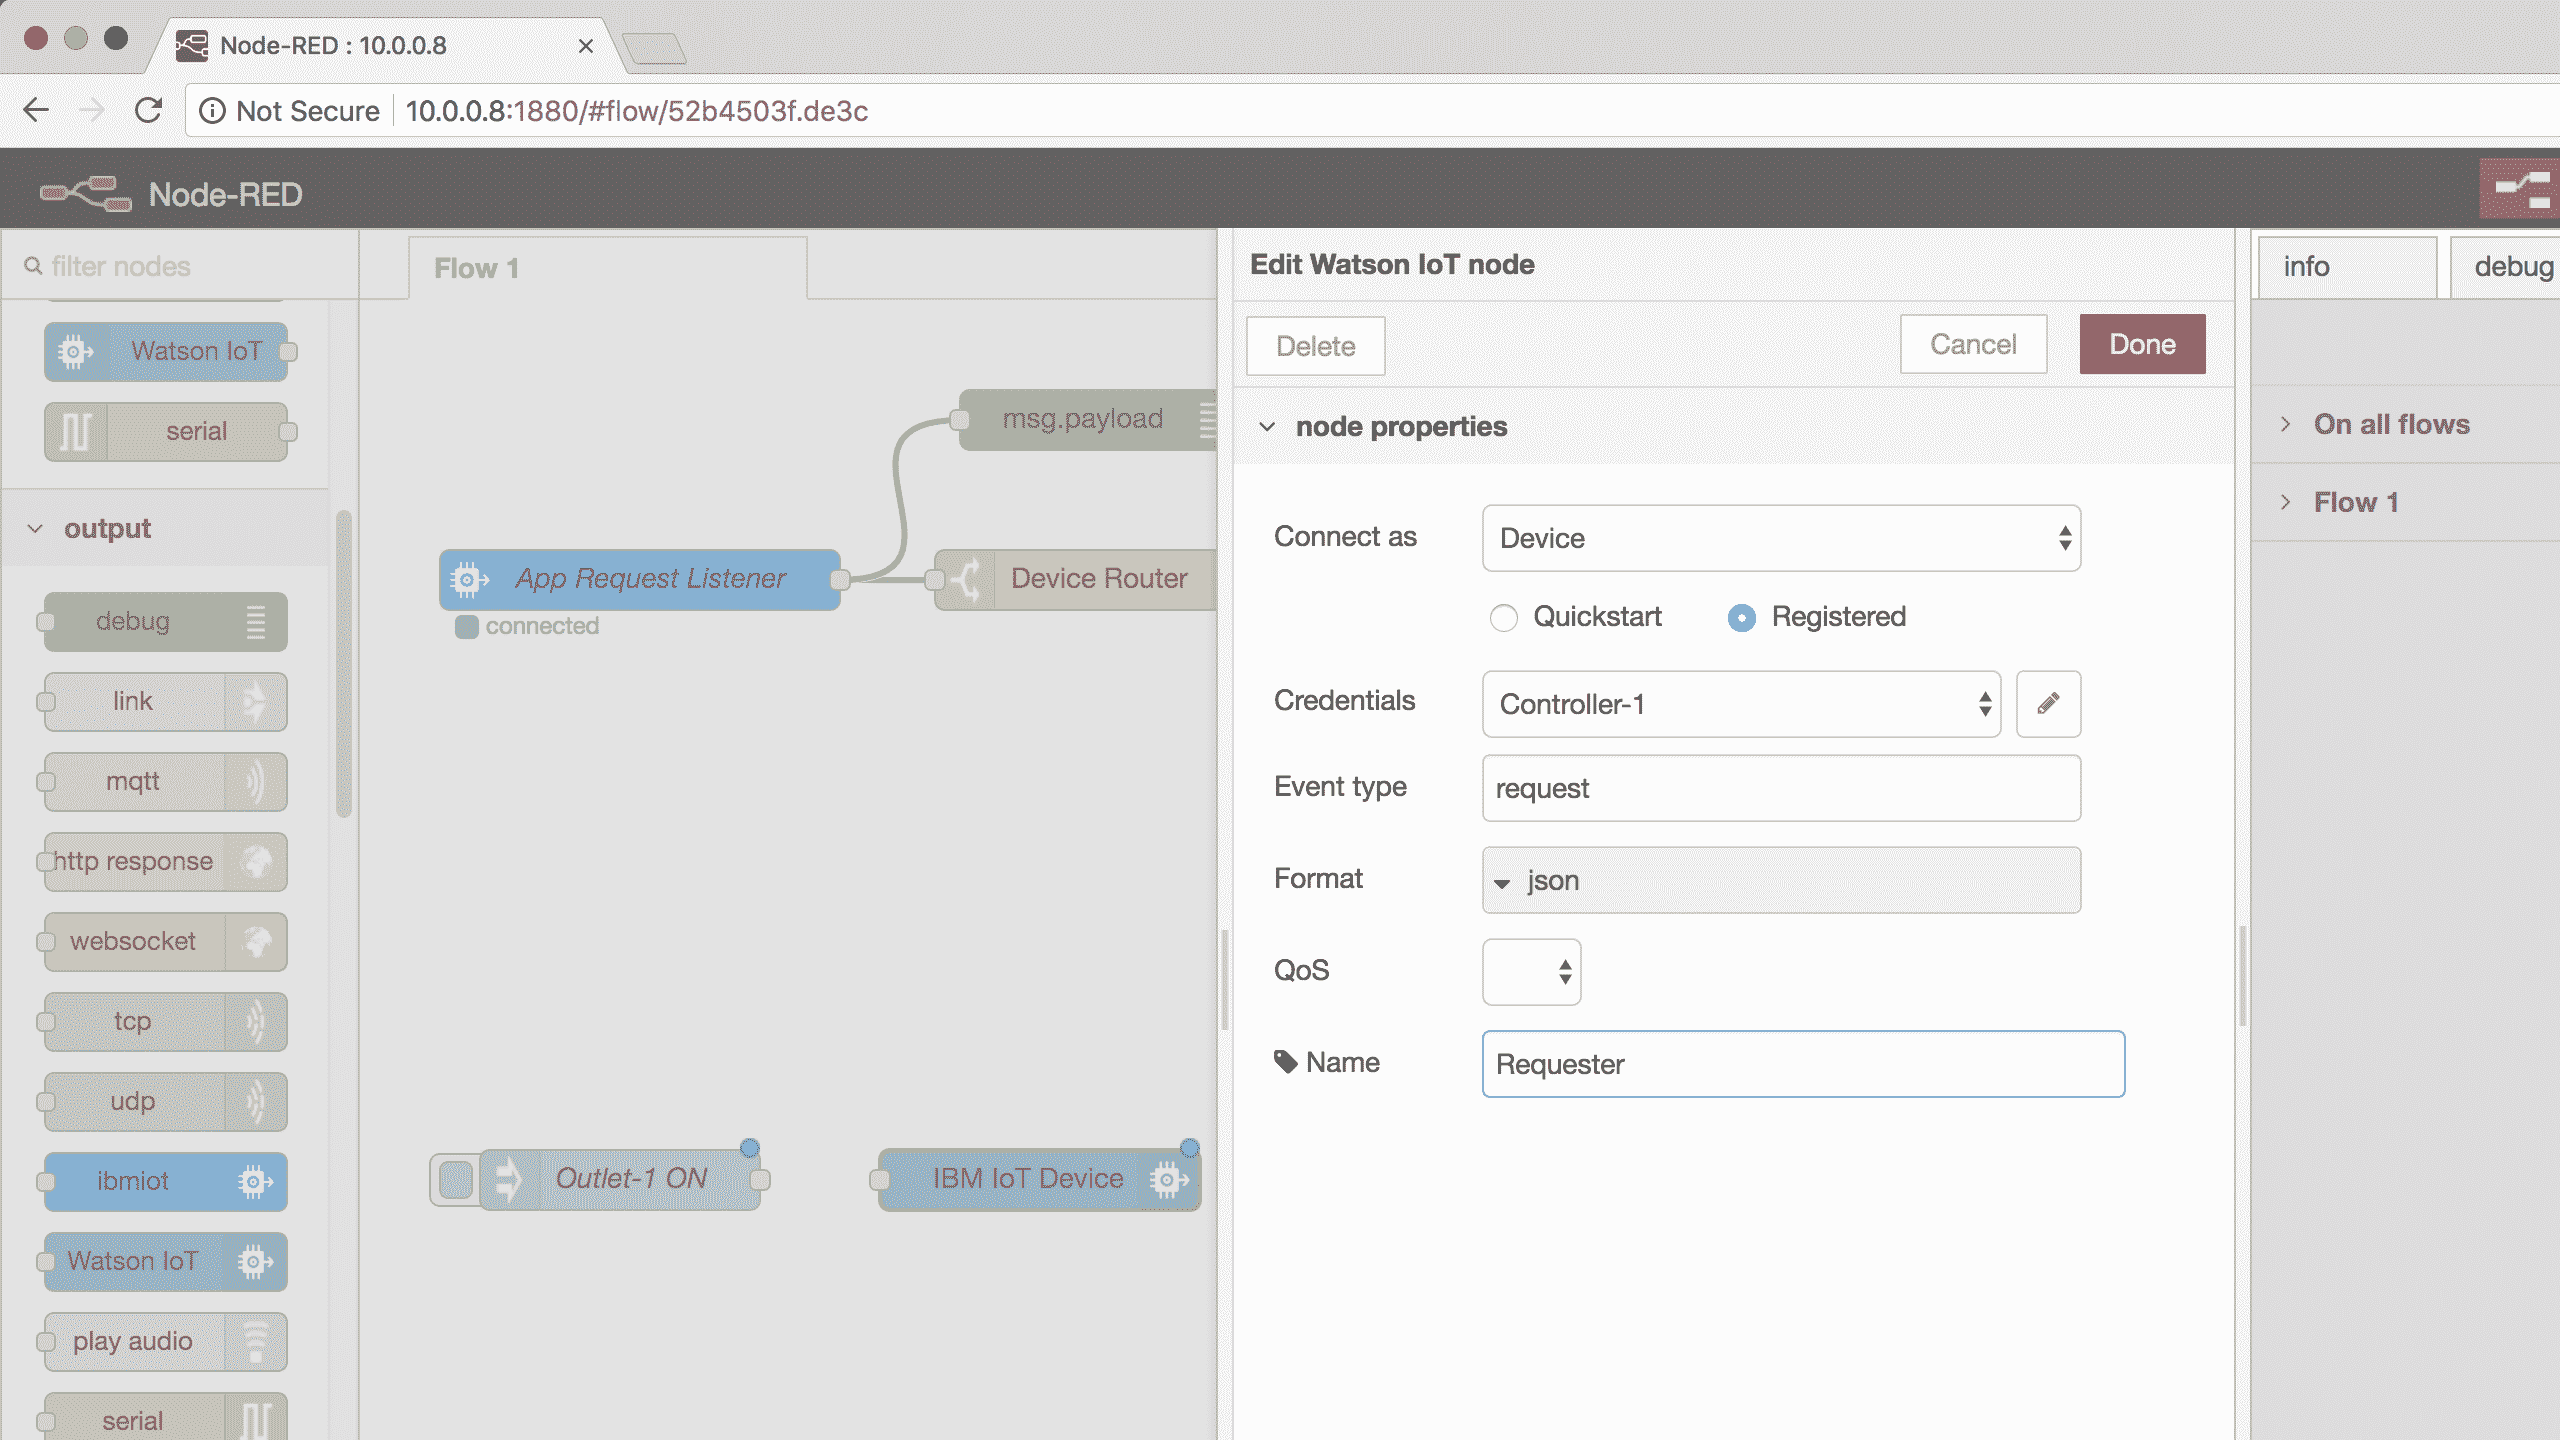 Node-RED : 10.0.0.8
Not Secure
10.0.0.8:1880/#flow/52b4503f.de3c
Node-RED
filter nodes
Watson IoT
serial
output
debug
link
mqtt
http response
websocket
tcp
udp
ibmiot
Watson IoT
play audio
serial
Flow 1
msg.payload
App Request Listener
Device Router
connected
Outlet-1 ON
IBM IoT Device
Edit Watson IoT node
Delete
Cancel
Done
node properties
Connect as
Device
Quickstart
Registered
Credentials
Controller-1
Event type
request
Format
json
QoS
Name
Requester
info
debug
On all flows
Flow 1